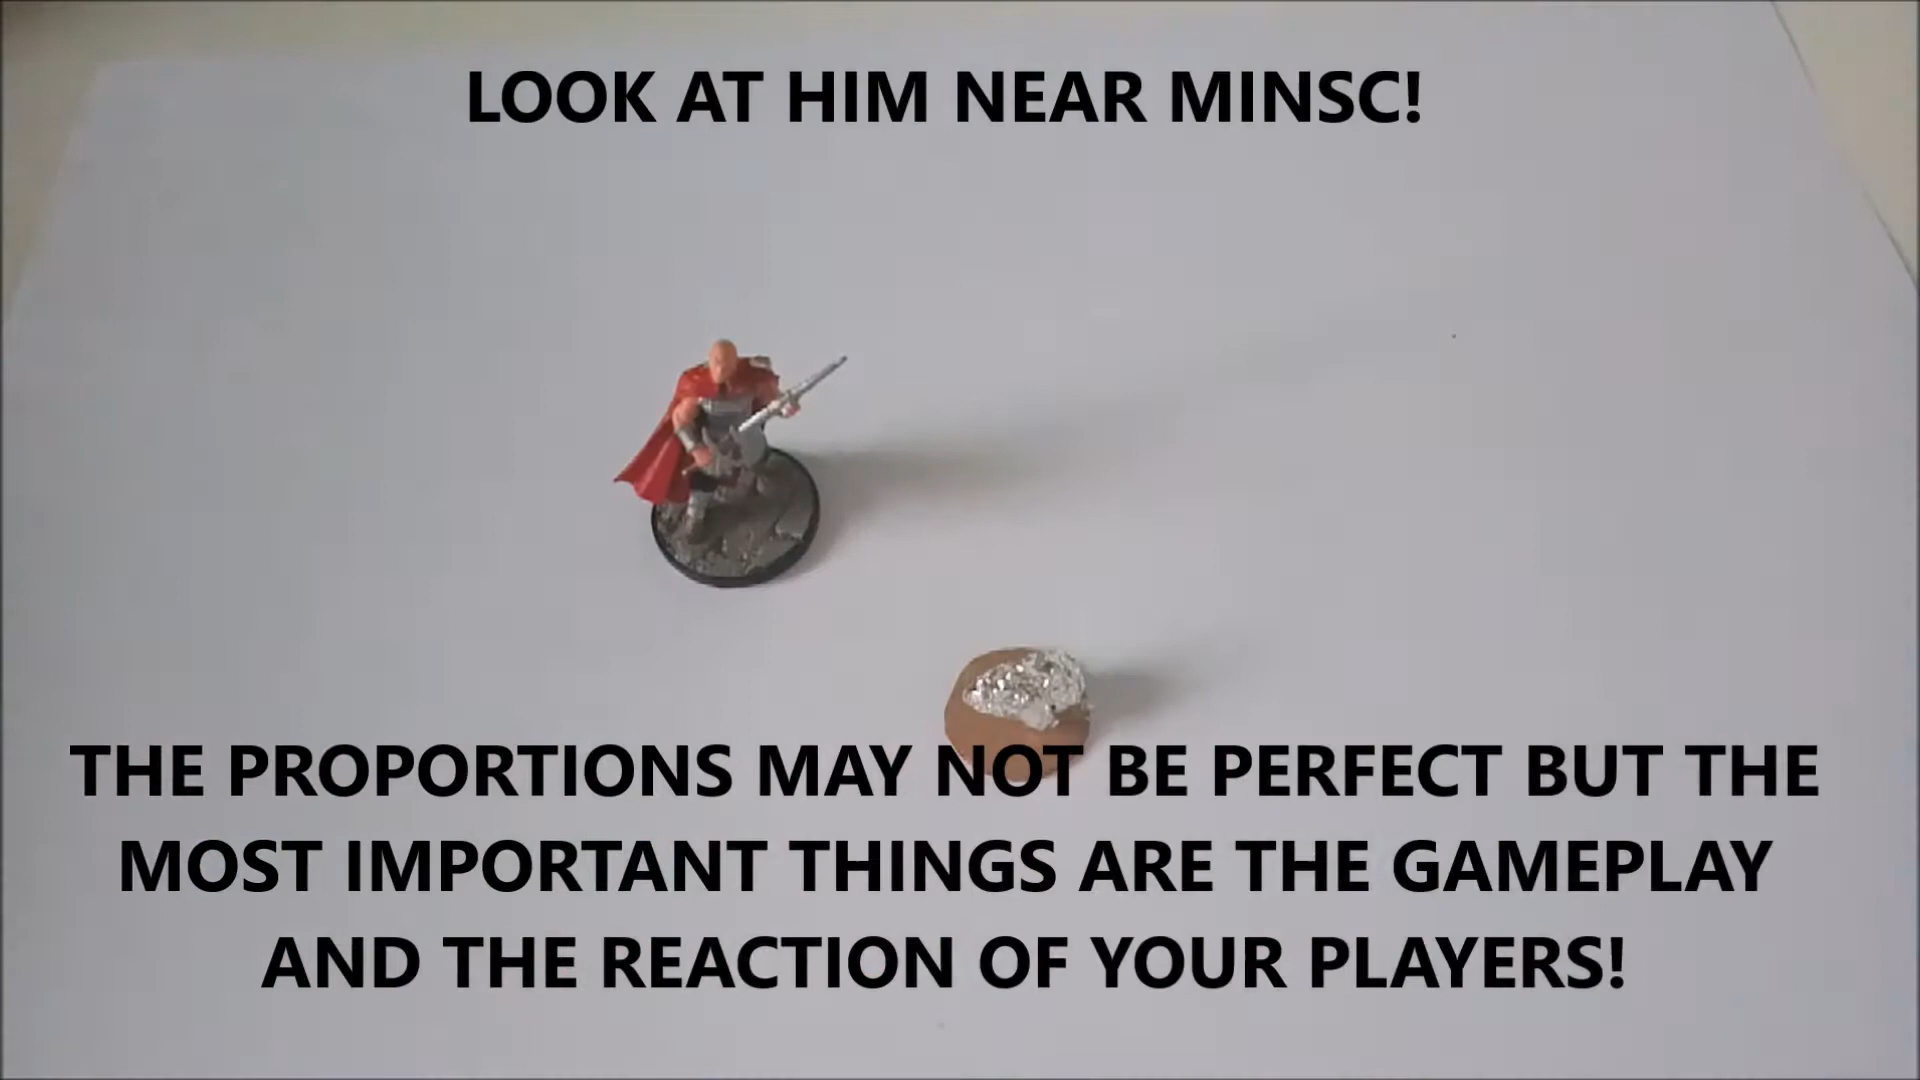 LOOK AT HIM NEAR MINSC!
THE PROPORTIONS MAY NOT BE PERFECT BUT THE
MOST IMPORTANT THINGS ARE THE GAMEPLAY
AND THE REACTION OF YOUR PLAYERS!